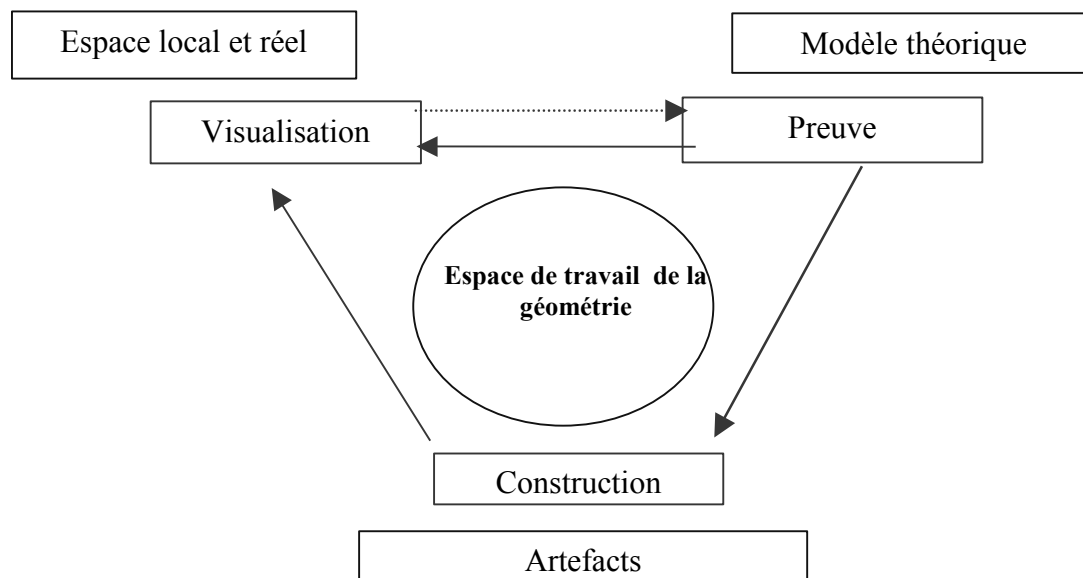 Espace local et réel
Modèle théorique
Visualisation
Preuve
Espace de travail de la
géométrie
Construction
Artefacts